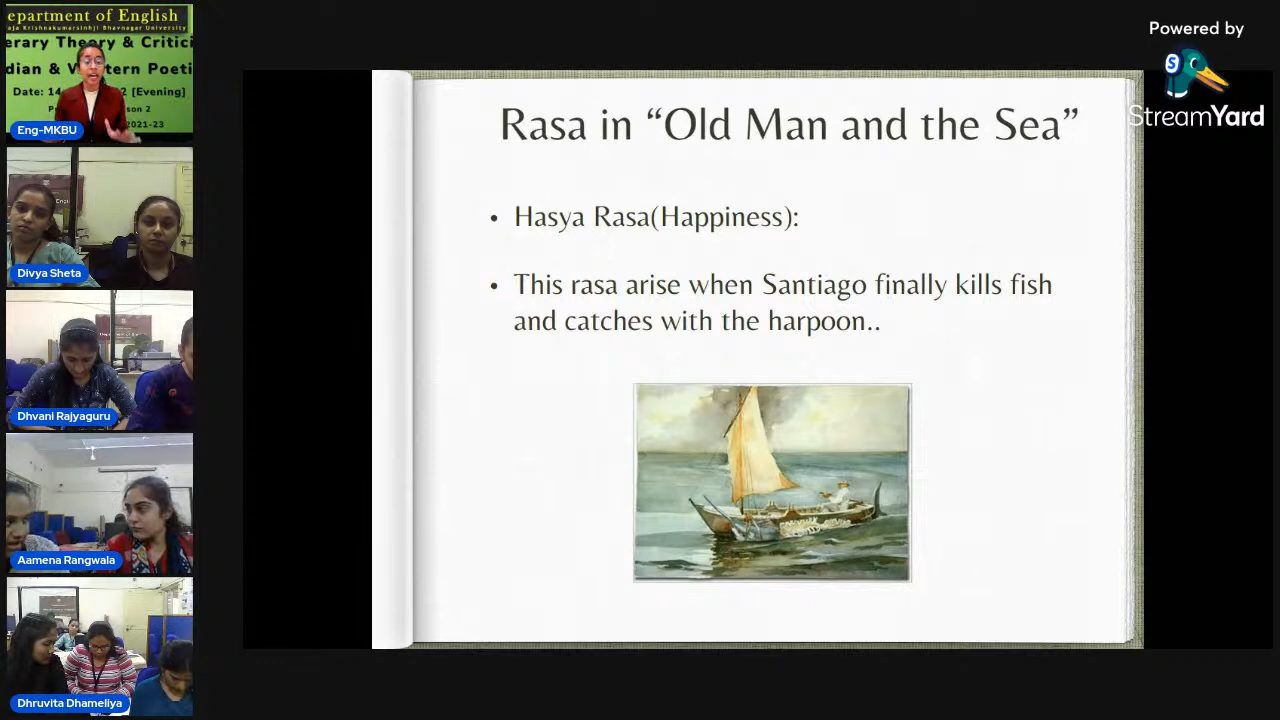 epartment of English
aja Krishnakumarsinhji Bhavnagar University
erary Theory & Critici
dian & W tern Poeti
Date: 14 2 [Evening]
son 2
2021-23
Eng-MKBU
Divya Sheta
Dhvani Rajyaguru
Aamena Rangwala
Dhruvita Dhameliya
Rasa in “Old Man and the Sea”
• Hasya Rasa(Happiness):
• This rasa arise when Santiago finally kills fish
and catches with the harpoon..
Powered by
S
StreamYard